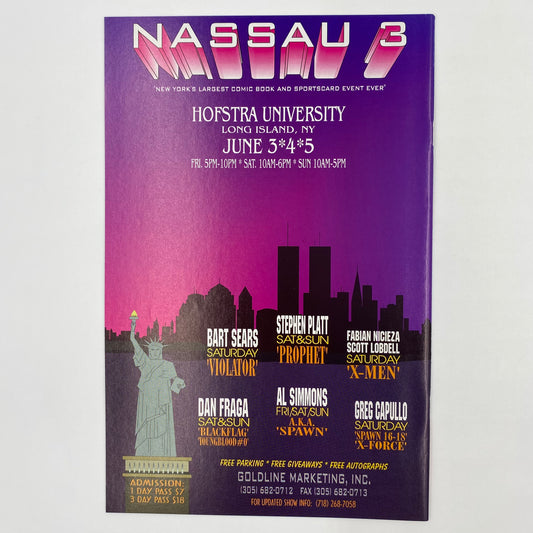 NASSAU 3
"NEW YORK'S LARGEST COMIC BOOK AND SPORTSCARD EVENT EVER"
HOFSTRA UNIVERSITY
LONG ISLAND, NY
JUNE 3*4*5
FRI. 5PM-10PM * SAT. 10AM-6PM * SUN 10AM-5PM
BART SEARS
SATURDAY
'VIOLATOR'
STEPHEN PLATT
SAT&SUN
'PROPHET'
FABIAN NICIEZA
SCOTT LOBDELL
SATURDAY
'X-MEN'
DAN FRAGA
SAT&SUN
'BLACKFLAG'
'YOUNGBLOOD #0'
AL SIMMONS
FRI/SAT/SUN
A.K.A.
'SPAWN'
GREG CAPULLO
SATURDAY
'SPAWN 16-18'
'X-FORCE'
FREE PARKING * FREE GIVEAWAYS * FREE AUTOGRAPHS
GOLDLINE MARKETING, INC.
(305) 682-0712 FAX (305) 682-0713
FOR UPDATED SHOW INFO: (718) 268-7058
ADMISSION:
1 DAY PASS $7
3 DAY PASS $18